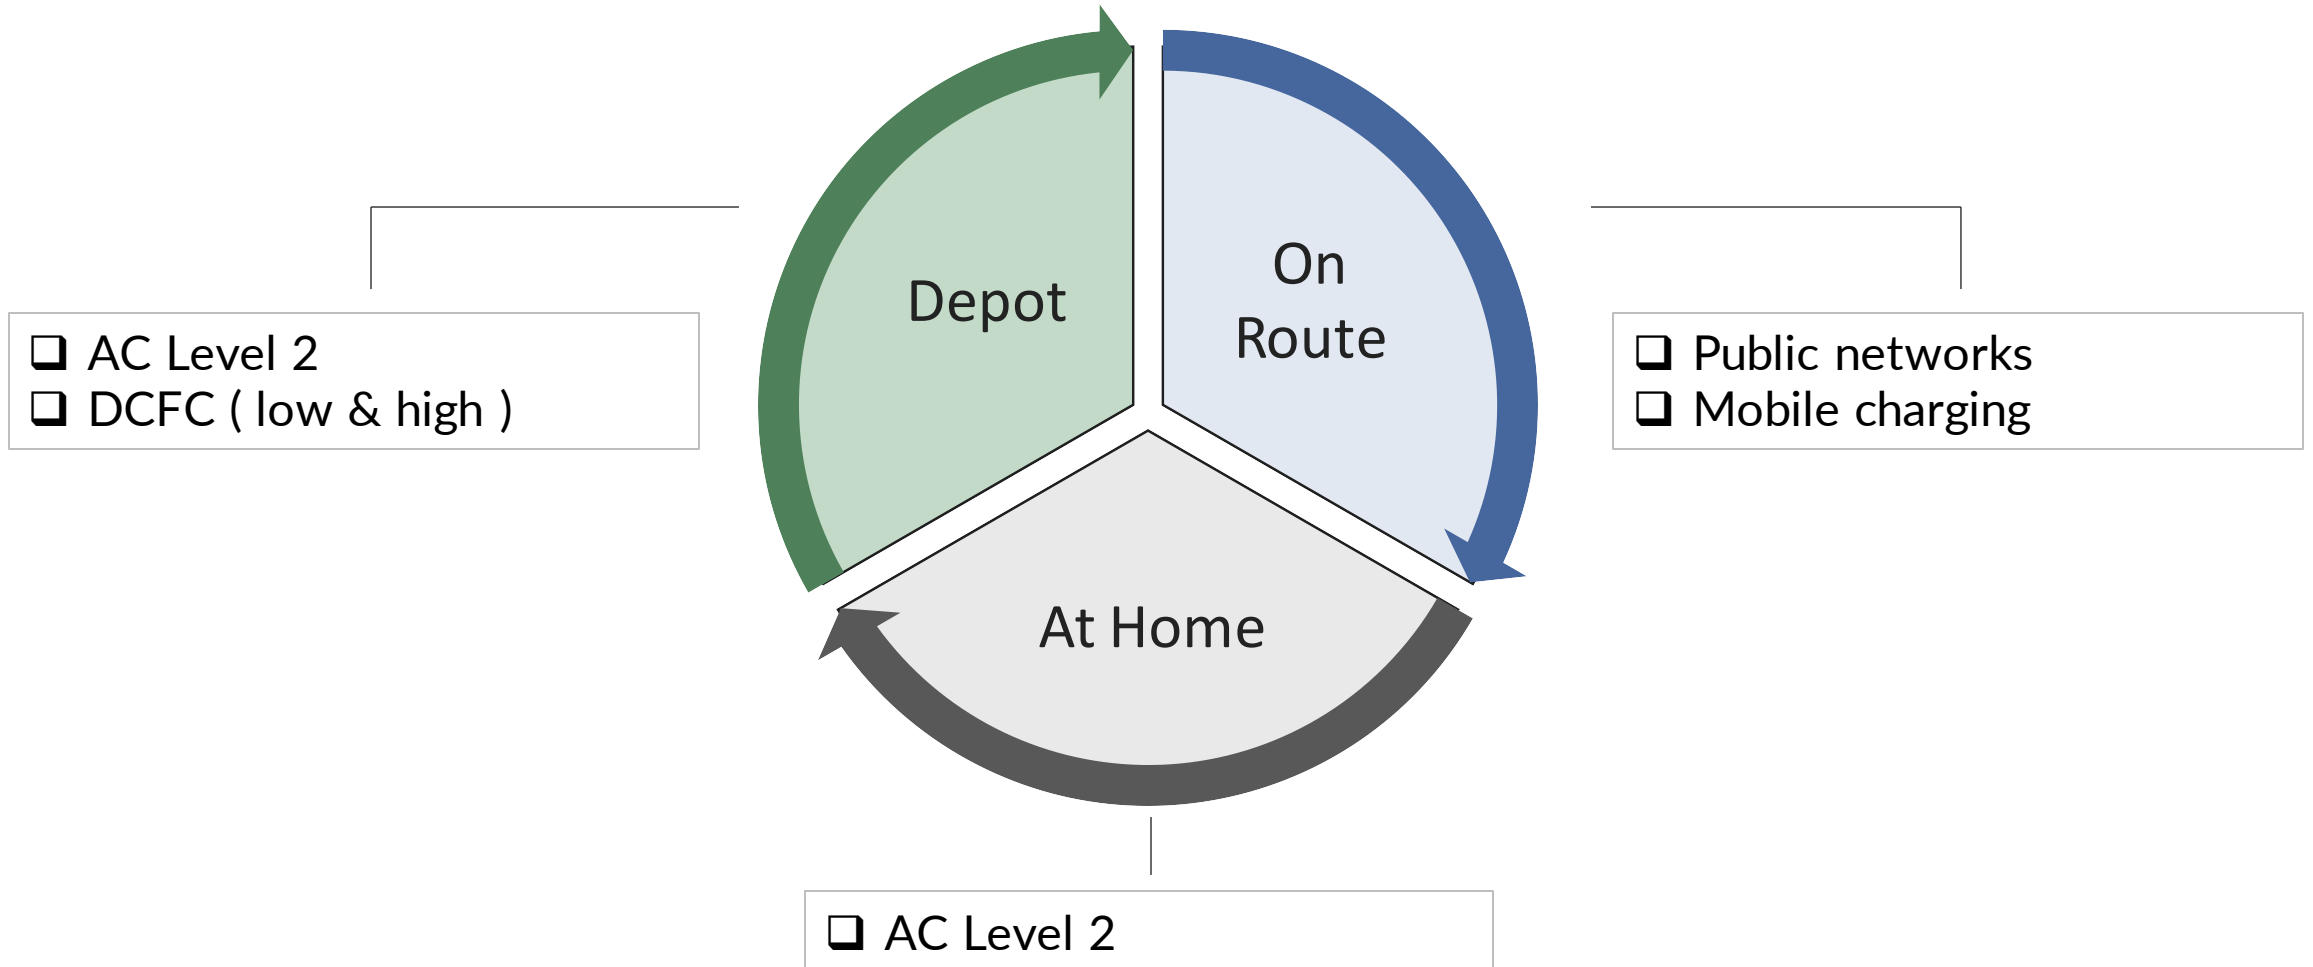 Depot
On
Route
At Home
❑ AC Level 2
❑ DCFC ( low & high )
❑ Public networks
❑ Mobile charging
❑ AC Level 2